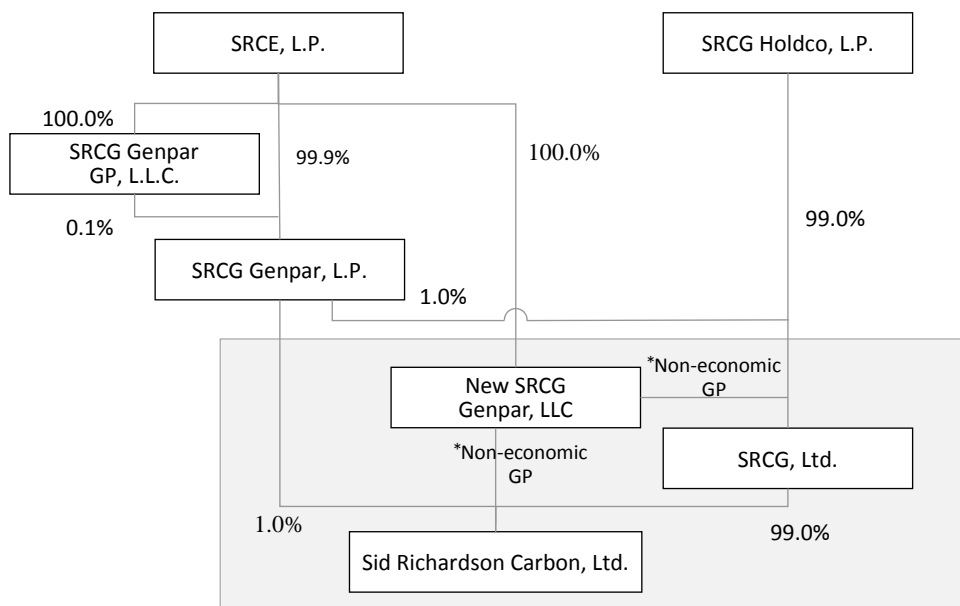 SRCE, L.P.
SRCG Holdco, L.P.
100.0%
SRCG Genpar
GP, L.L.C.
99.9%
100.0%
0.1%
99.0%
SRCG Genpar, L.P.
1.0%
*Non-economic
GP
New SRCG
Genpar, LLC
*Non-economic
GP
SRCG, Ltd.
1.0%
99.0%
Sid Richardson Carbon, Ltd.